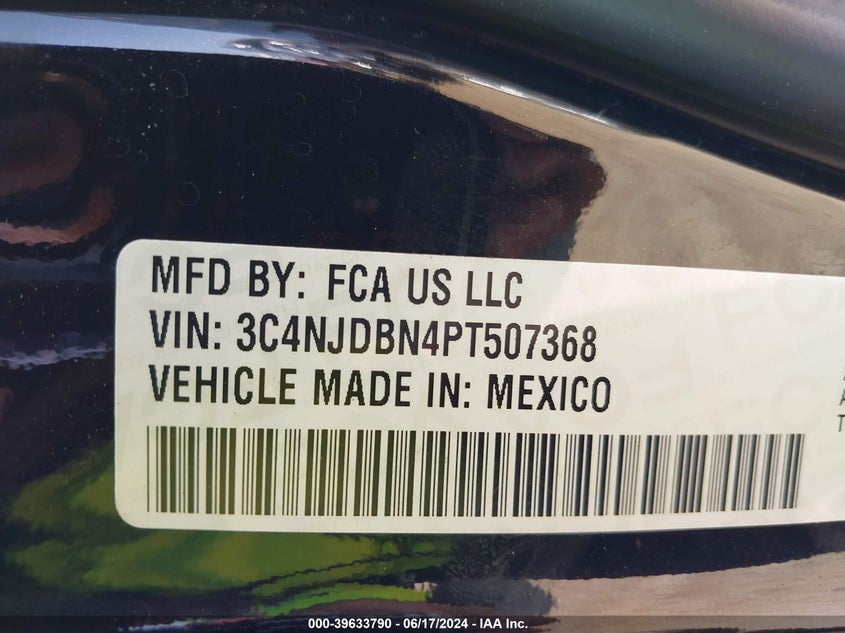 MFD BY: FCA US LLC
VIN: 3C4NJDBN4PT507368
VEHICLE MADE IN: MEXICO
A
T
000-39633790 - 06/17/2024 - IAA Inc.